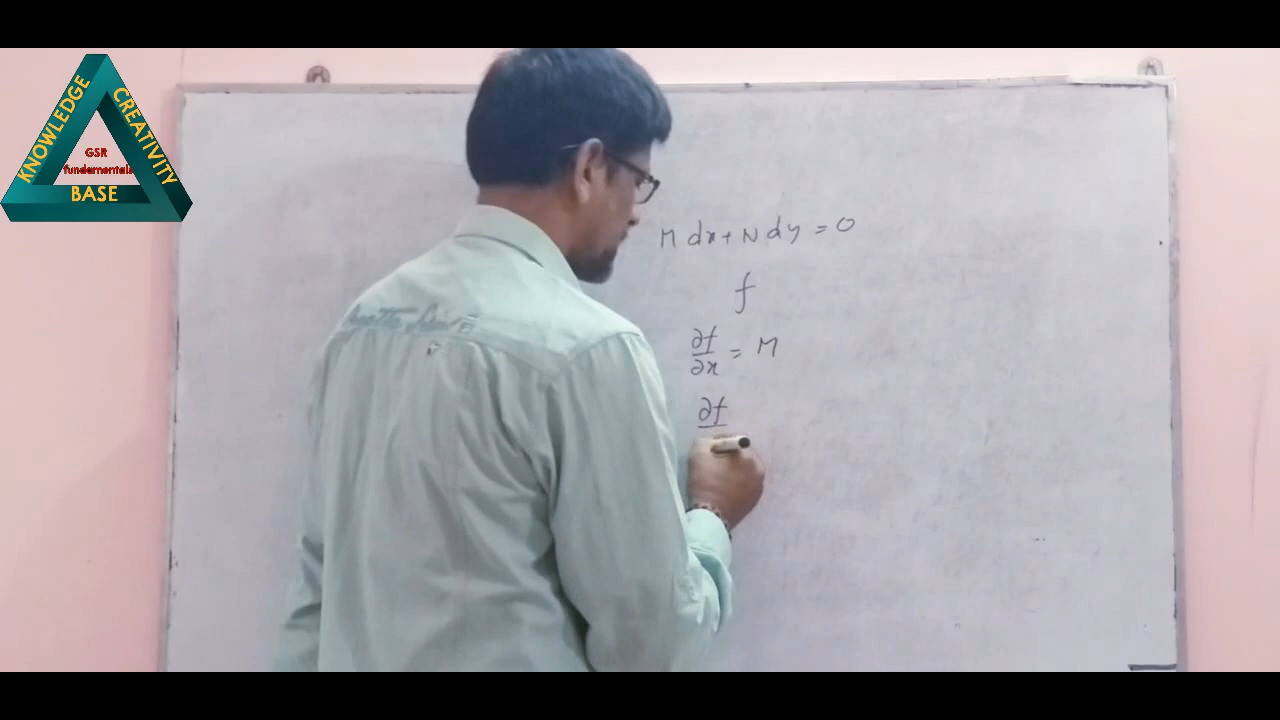 KNOWLEDGE
CREATIVITY
GSR
fundamentals
BASE
M dx + N dy = 0
f
∂f/∂x = M
∂f